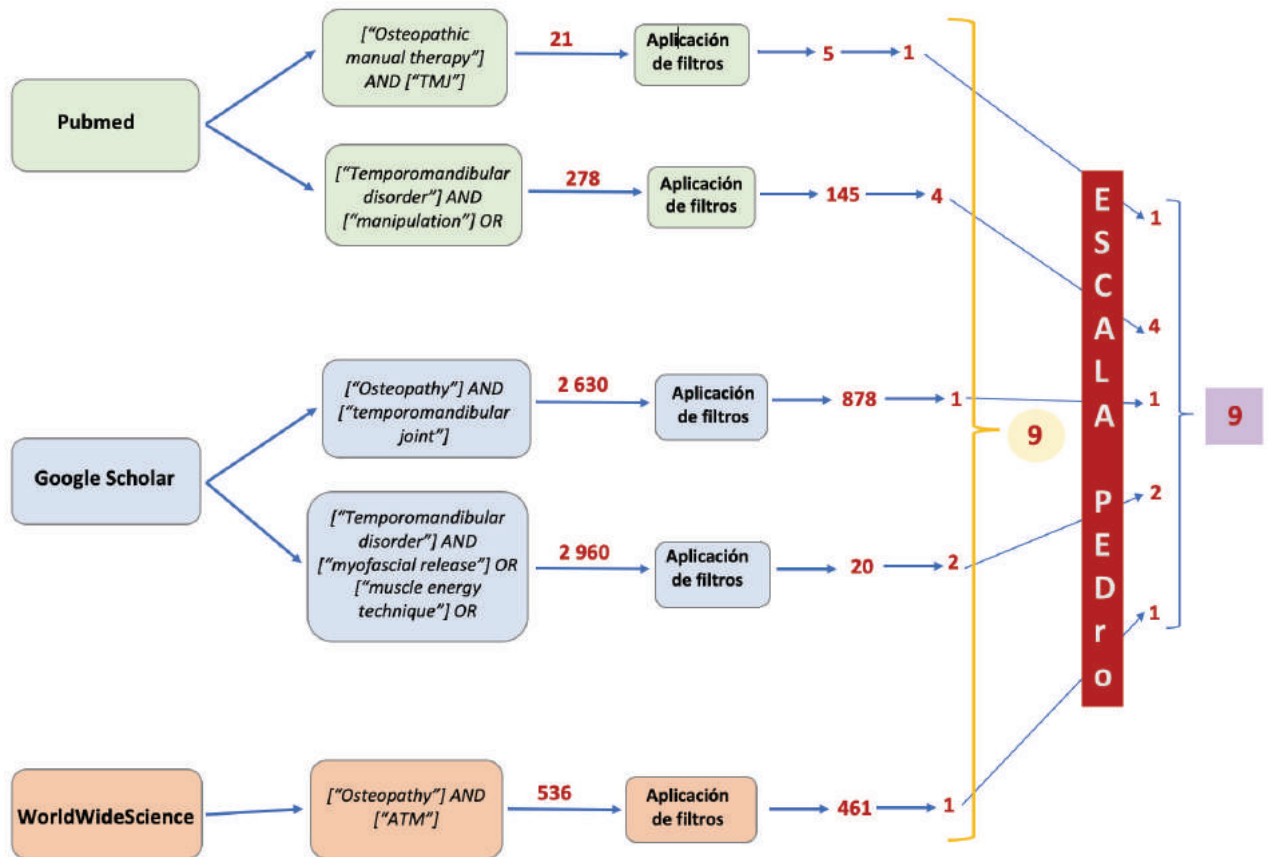 Pubmed
["Osteopathic
manual therapy"]
AND ["TMJ"]
21
Aplicación
de filtros
5
1
["Temporomandibular
disorder"] AND
["manipulation"] OR
278
Aplicación
de filtros
145
4
Google Scholar
["Osteopathy"] AND
["temporomandibular
joint"]
2 630
Aplicación
de filtros
878
1
["Temporomandibular
disorder"] AND
["myofascial release"] OR
["muscle energy
technique"] OR
2 960
Aplicación
de filtros
20
2
WorldWideScience
["Osteopathy"] AND
["ATM"]
536
Aplicación
de filtros
461
1
9
ESCALA PEDro
1
4
1
2
1
9